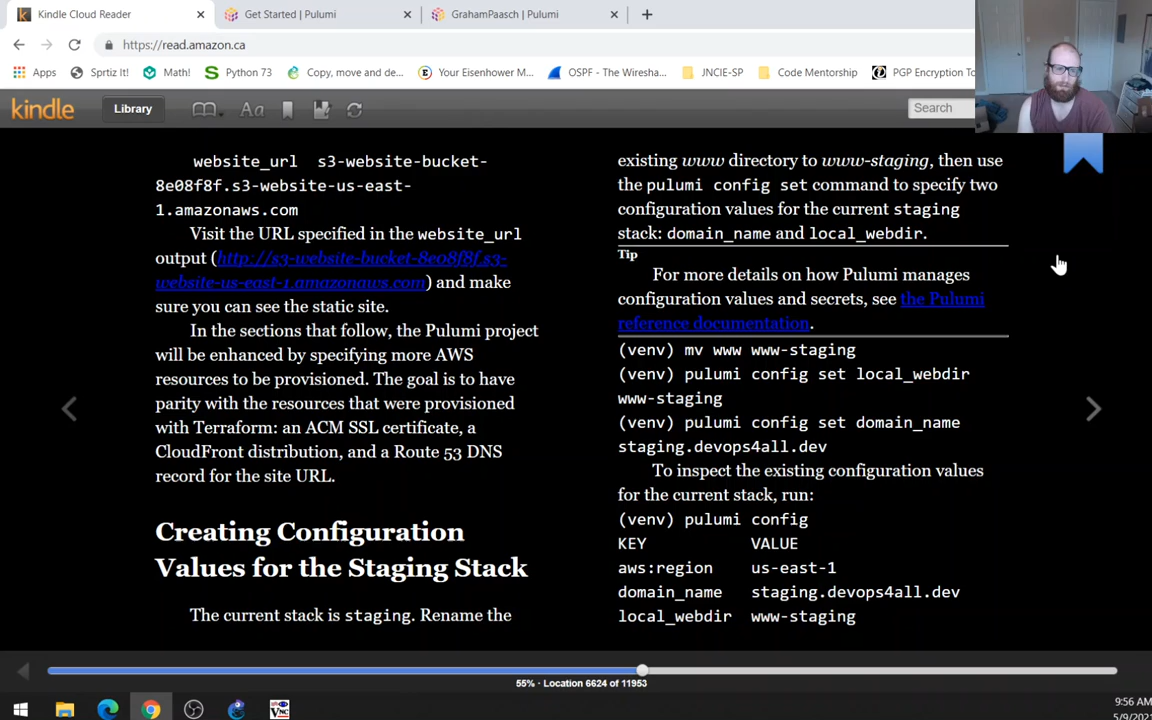 Kindle Cloud Reader
Get Started | Pulumi
GrahamPaasch | Pulumi
https://read.amazon.ca
Apps
Sprtiz It!
Math!
Python 73
Copy, move and de...
Your Eisenhower M...
OSPF - The Wiresha...
JNCIE-SP
Code Mentorship
PGP Encryption To
kindle
Library
Aa
Search
website_url s3-website-bucket-
8e08f8f.s3-website-us-east-
1.amazonaws.com
Visit the URL specified in the website_url
output (http://s3-website-bucket-8e08f8f.s3-
website-us-east-1.amazonaws.com) and make
sure you can see the static site.
In the sections that follow, the Pulumi project
will be enhanced by specifying more AWS
resources to be provisioned. The goal is to have
parity with the resources that were provisioned
with Terraform: an ACM SSL certificate, a
CloudFront distribution, and a Route 53 DNS
record for the site URL.
Creating Configuration
Values for the Staging Stack
The current stack is staging. Rename the
existing www directory to www-staging, then use
the pulumi config set command to specify two
configuration values for the current staging
stack: domain_name and local_webdir.
Tip
For more details on how Pulumi manages
configuration values and secrets, see the Pulumi
reference documentation.
(venv) mv www www-staging
(venv) pulumi config set local_webdir
www-staging
(venv) pulumi config set domain_name
staging.devops4all.dev
To inspect the existing configuration values
for the current stack, run:
(venv) pulumi config
KEY VALUE
aws:region us-east-1
domain_name staging.devops4all.dev
local_webdir www-staging
55% · Location 6624 of 11953
9:56 AM